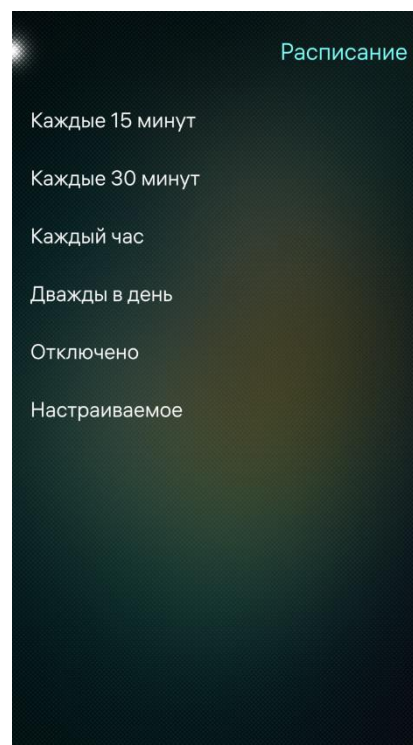 Расписание
Каждые 15 минут
Каждые 30 минут
Каждый час
Дважды в день
Отключено
Настраиваемое